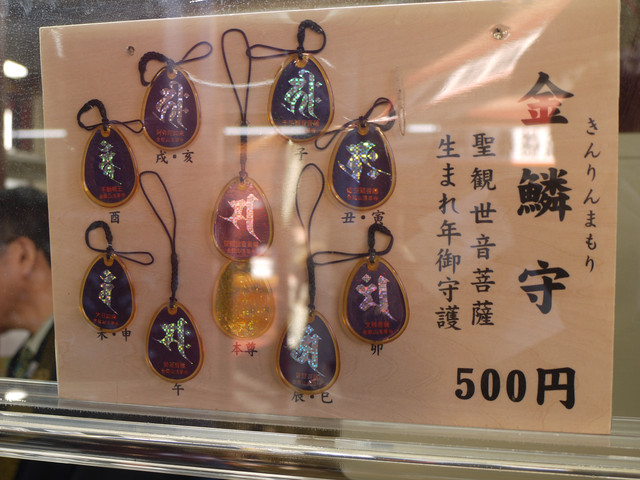 きんりんまもり
金鱗守
聖観世音菩薩
生まれ年御守護
500円
子
丑・寅
卯
辰・巳
午
未・申
酉
戌・亥
本尊